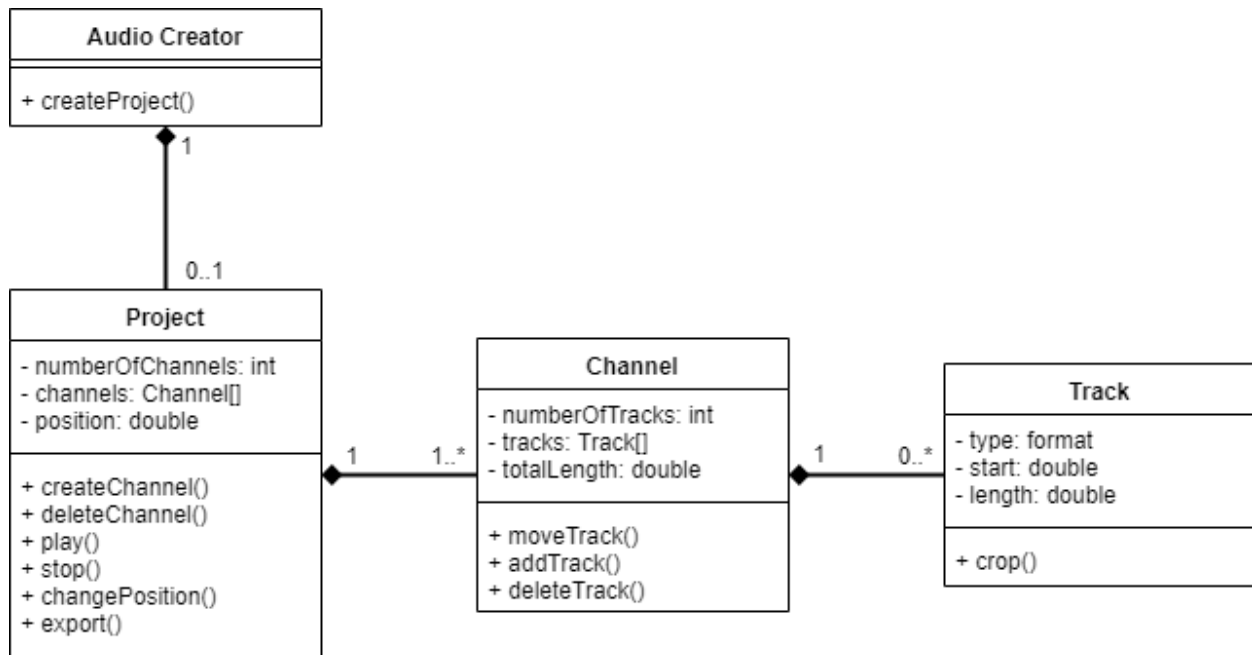 Audio Creator
+ createProject()
1
0..1
Project
- numberOfChannels: int
- channels: Channel[]
- position: double
+ createChannel()
+ deleteChannel()
+ play()
+ stop()
+ changePosition()
+ export()
1
1..*
Channel
- numberOfTracks: int
- tracks: Track[]
- totalLength: double
+ moveTrack()
+ addTrack()
+ deleteTrack()
1
0..*
Track
- type: format
- start: double
- length: double
+ crop()